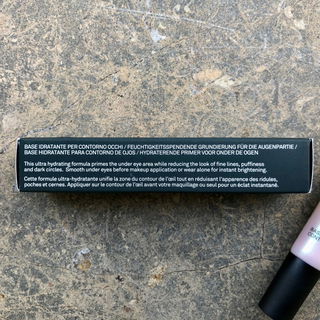 BASE IDRATANTE PER CONTORNO OCCHI / FEUCHTIGKEITSSPENDENDE GRUNDIERUNG FÜR DIE AUGENPARTIE /
BASE HIDRATANTE PARA CONTORNO DE OJOS / HYDRATERENDE PRIMER VOOR ONDER DE OGEN
This ultra hydrating formula primes the under eye area while reducing the look of fine lines, puffiness
and dark circles. Smooth under eyes before makeup application or wear alone for instant brightening.
Cette formule ultra-hydratante unifie la zone du contour de l'œil tout en réduisant l'apparence des ridules,
poches et cernes. Appliquer sur le contour de l'œil avant votre maquillage ou seul pour un éclat instantané.